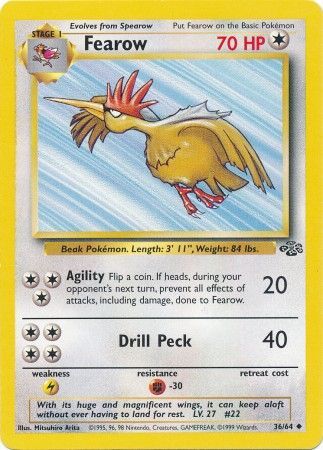 Evolves from Spearow Put Fearow on the Basic Pokémon
STAGE 1
Fearow 70 HP
Beak Pokémon. Length: 3' 11", Weight: 84 lbs.
Agility Flip a coin. If heads, during your
opponent's next turn, prevent all effects of
attacks, including damage, done to Fearow.
20
Drill Peck 40
weakness resistance retreat cost
-30
With its huge and magnificent wings, it can keep aloft
without ever having to land for rest. LV. 27 #22
Illus. Mitsuhiro Arita ©1995, 96, 98 Nintendo, Creatures, GAMEFREAK. ©1999 Wizards. 36/64